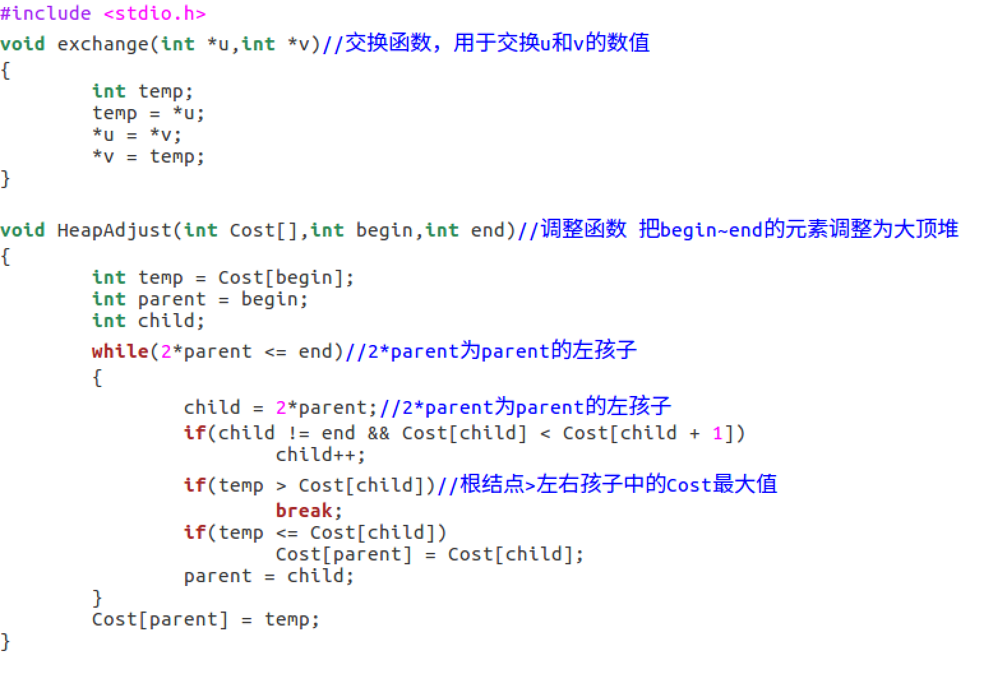 #include <stdio.h>
void exchange(int *u,int *v)//交换函数，用于交换u和v的数值
{
        int temp;
        temp = *u;
        *u = *v;
        *v = temp;
}

void HeapAdjust(int Cost[],int begin,int end)//调整函数 把begin~end的元素调整为大顶堆
{
        int temp = Cost[begin];
        int parent = begin;
        int child;
        while(2*parent <= end)//2*parent为parent的左孩子
        {
                child = 2*parent;//2*parent为parent的左孩子
                if(child != end && Cost[child] < Cost[child + 1])
                        child++;
                if(temp > Cost[child])//根结点>左右孩子中的Cost最大值
                        break;
                if(temp <= Cost[child])
                        Cost[parent] = Cost[child];
                parent = child;
        }
        Cost[parent] = temp;
}